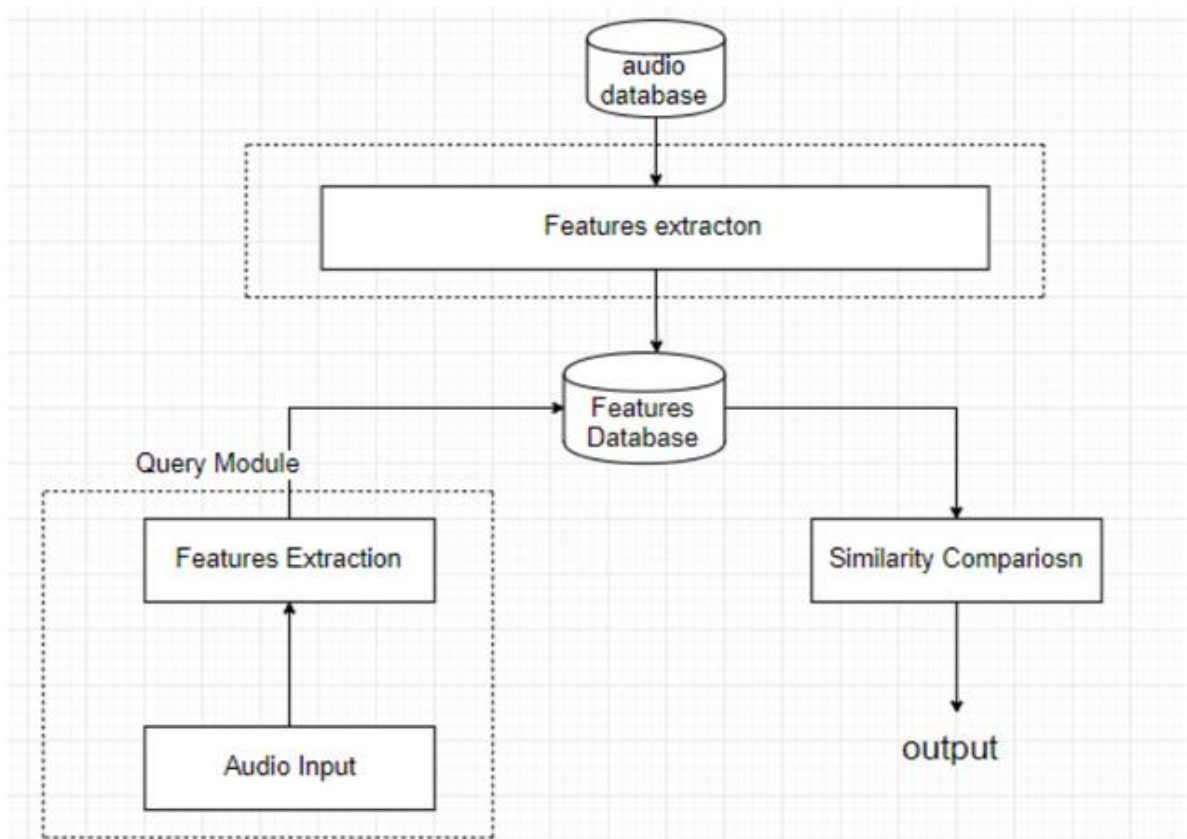 audio
database
Features extracton
Features
Database
Query Module
Features Extraction
Similarity Compariosn
Audio Input
output